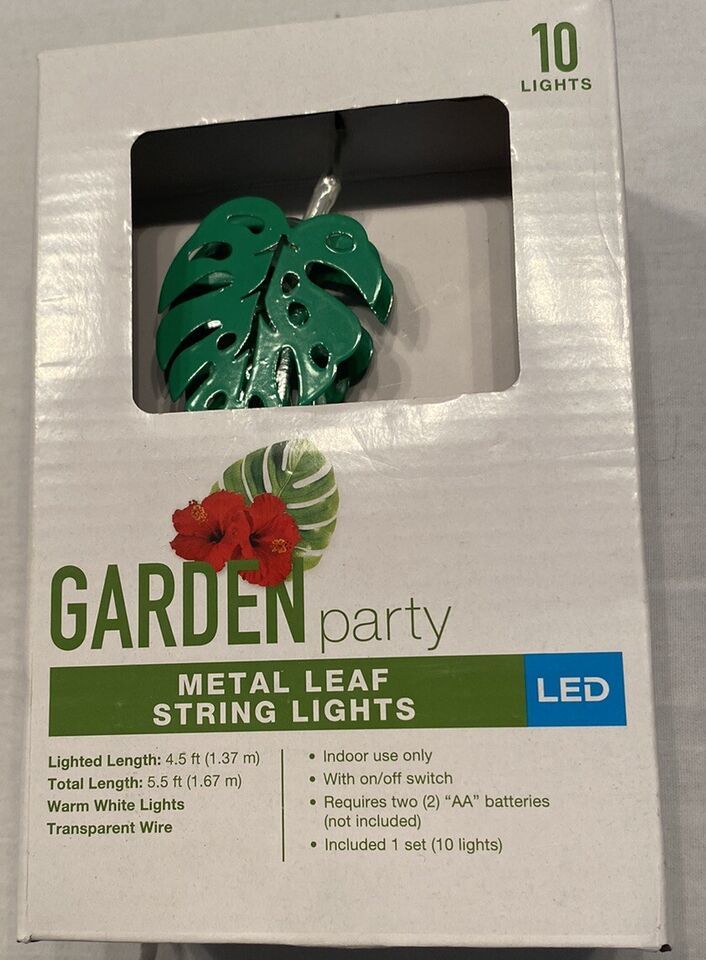 10
LIGHTS
GARDEN party
METAL LEAF
STRING LIGHTS
LED
Lighted Length: 4.5 ft (1.37 m)
Total Length: 5.5 ft (1.67 m)
Warm White Lights
Transparent Wire
• Indoor use only
• With on/off switch
• Requires two (2) “AA” batteries
(not included)
• Included 1 set (10 lights)